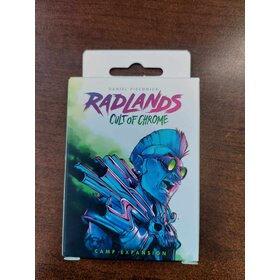 DANIEL PIECHNICK
RADLANDS
CULT OF CHROME
CAMP EXPANSION